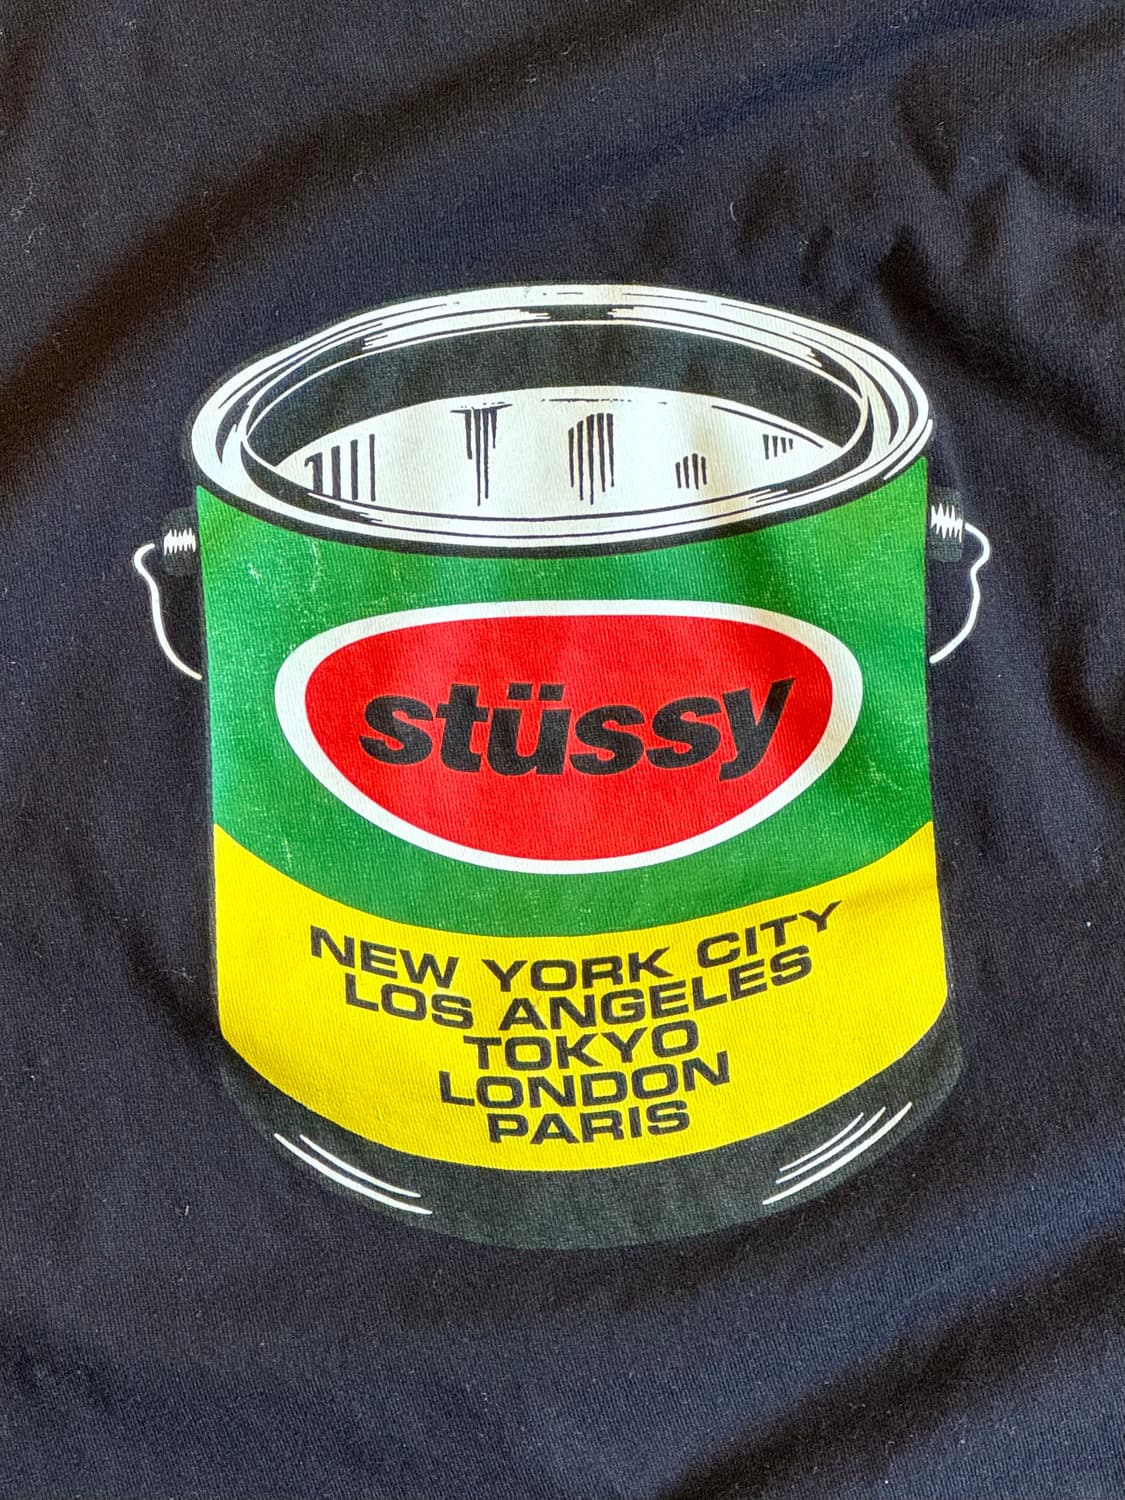 stüssy
NEW YORK CITY
LOS ANGELES
TOKYO
LONDON
PARIS